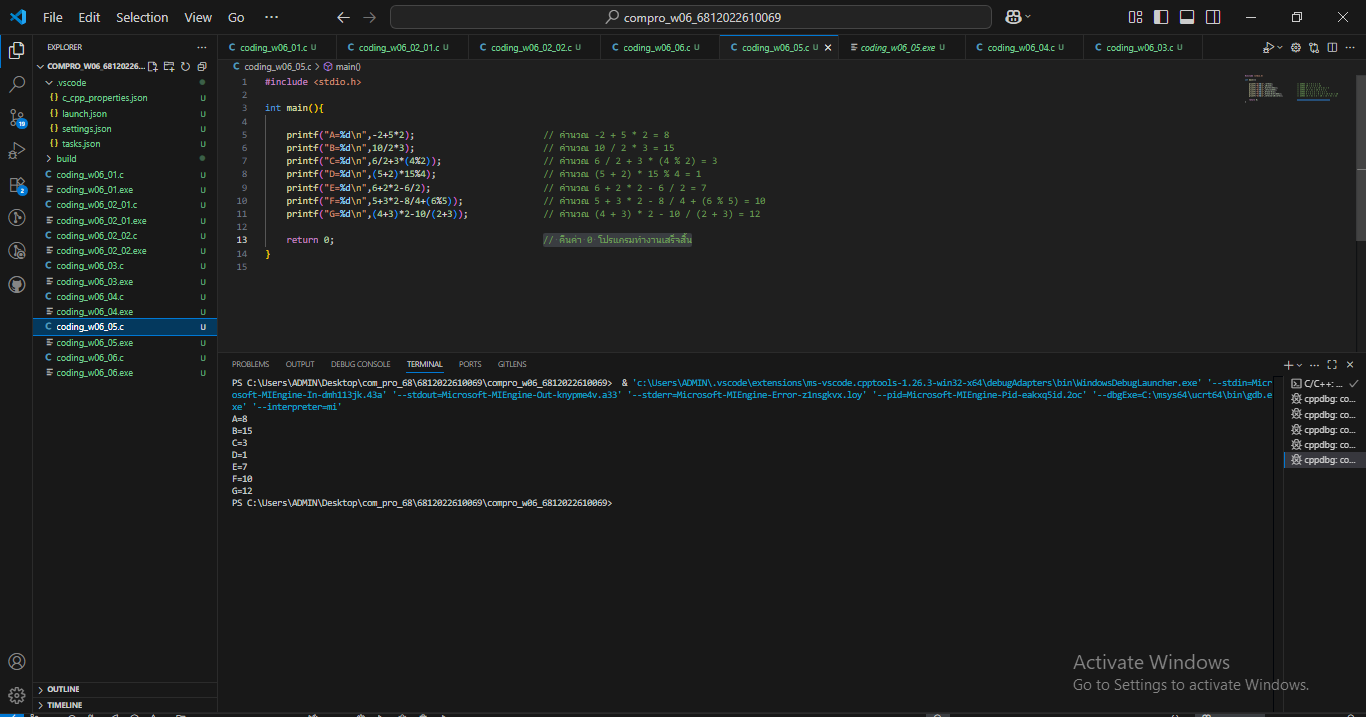 File Edit Selection View Go ··· compro_w06_6812022610069
EXPLORER ···
COMPRO_W06_68120226...
.vscode
{} c_cpp_properties.json U
{} launch.json U
{} settings.json U
{} tasks.json U
build
C coding_w06_01.c U
coding_w06_01.exe U
C coding_w06_02_01.c U
coding_w06_02_01.exe U
C coding_w06_02_02.c U
coding_w06_02_02.exe U
C coding_w06_03.c U
coding_w06_03.exe U
C coding_w06_04.c U
coding_w06_04.exe U
C coding_w06_05.c U
coding_w06_05.exe U
C coding_w06_06.c U
coding_w06_06.exe U
OUTLINE
TIMELINE
19
2
C coding_w06_01.c U C coding_w06_02_01.c U C coding_w06_02_02.c U C coding_w06_06.c U C coding_w06_05.c U coding_w06_05.exe U C coding_w06_04.c U C coding_w06_03.c U
C coding_w06_05.c > main()
1 #include <stdio.h>
2
3 int main(){
4
5 printf("A=%d\n",-2+5*2); // คำนวณ -2 + 5 * 2 = 8
6 printf("B=%d\n",10/2*3); // คำนวณ 10 / 2 * 3 = 15
7 printf("C=%d\n",6/2+3*(4%2)); // คำนวณ 6 / 2 + 3 * (4 % 2) = 3
8 printf("D=%d\n",(5+2)*15%4); // คำนวณ (5 + 2) * 15 % 4 = 1
9 printf("E=%d\n",6+2*2-6/2); // คำนวณ 6 + 2 * 2 - 6 / 2 = 7
10 printf("F=%d\n",5+3*2-8/4+(6%5)); // คำนวณ 5 + 3 * 2 - 8 / 4 + (6 % 5) = 10
11 printf("G=%d\n",(4+3)*2-10/(2+3)); // คำนวณ (4 + 3) * 2 - 10 / (2 + 3) = 12
12
13 return 0; // คืนค่า 0 โปรแกรมทำงานเสร็จสิ้น
14 }
15
PROBLEMS OUTPUT DEBUG CONSOLE TERMINAL PORTS GITLENS
PS C:\Users\ADMIN\Desktop\com_pro_68\6812022610069\compro_w06_6812022610069> & 'c:\Users\ADMIN\.vscode\extensions\ms-vscode.cpptools-1.26.3-win32-x64\debugAdapters\bin\WindowsDebugLauncher.exe' '--stdin=Micr
osoft-MIEngine-In-dmh113jk.43a' '--stdout=Microsoft-MIEngine-Out-knypme4v.a33' '--stderr=Microsoft-MIEngine-Error-z1nsgkvx.loy' '--pid=Microsoft-MIEngine-Pid-eakxq5id.2oc' '--dbgExe=C:\msys64\ucrt64\bin\gdb.e
xe' '--interpreter=mi'
A=8
B=15
C=3
D=1
E=7
F=10
G=12
PS C:\Users\ADMIN\Desktop\com_pro_68\6812022610069\compro_w06_6812022610069>
C/C++: ...
cppdbg: co...
cppdbg: co...
cppdbg: co...
cppdbg: co...
cppdbg: co...
Activate Windows
Go to Settings to activate Windows.